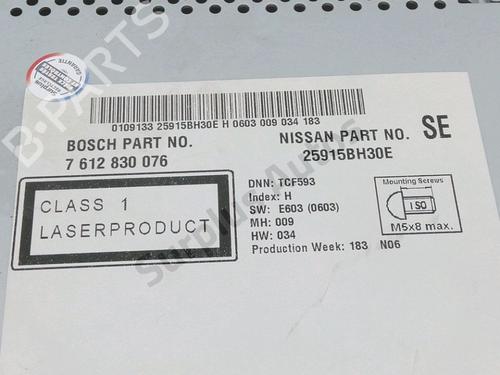 0109133 25915BH30E H 0603 009 034 183
BOSCH PART NO.
7 612 830 076
NISSAN PART NO.
25915BH30E
SE
CLASS 1
LASERPRODUCT
DNN: TCF593
Index: H
SW: E603 (0603)
MH: 009
HW: 034
Production Week: 183 N06
Mounting Screws
ISO
M5x8 max.
B-PARTS
Surplus Autos